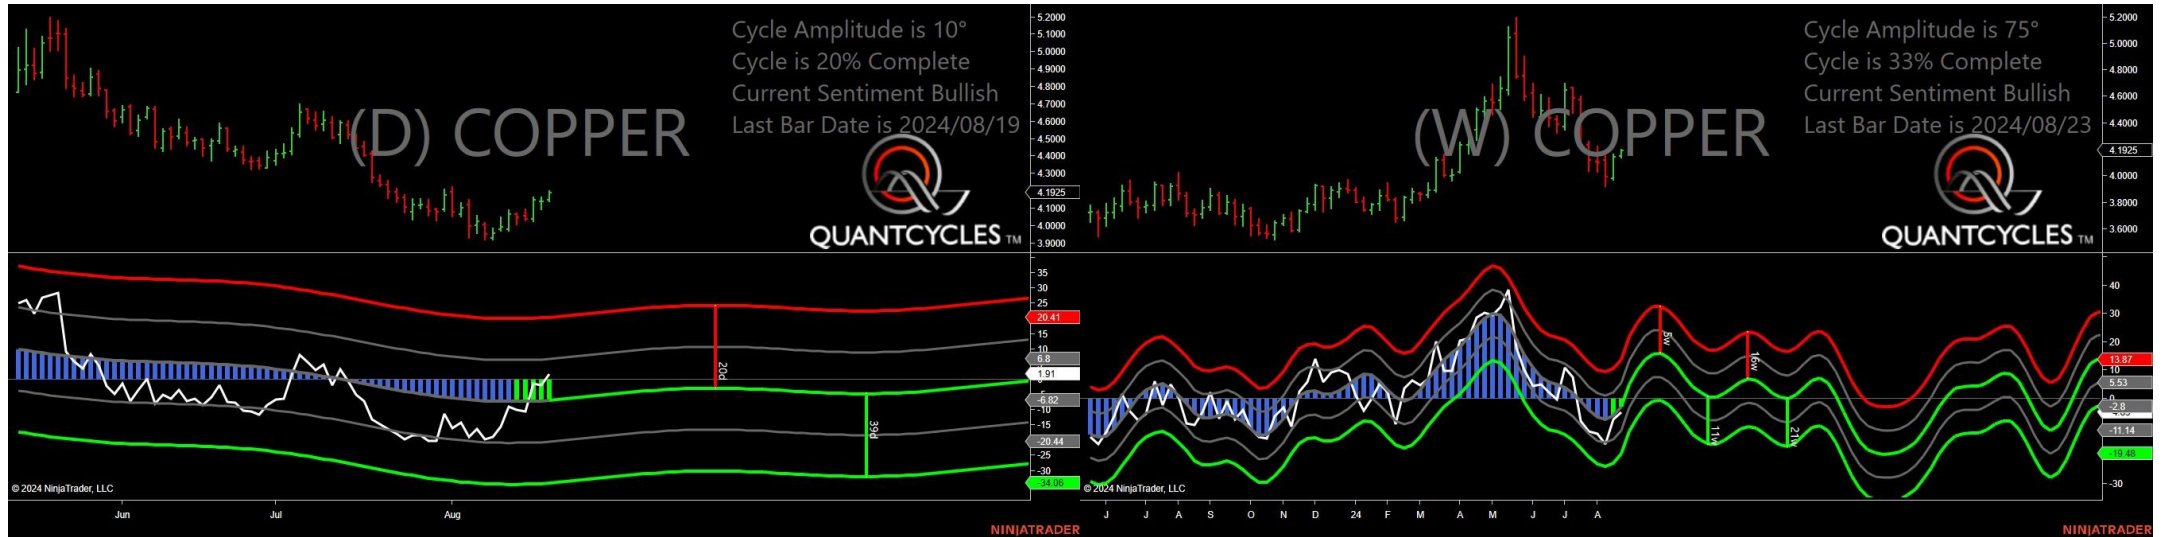 Cycle Amplitude is 10°
Cycle is 20% Complete
Current Sentiment Bullish
Last Bar Date is 2024/08/19
(D) COPPER
QUANTCYCLES TM
5.2000
5.1000
5.0000
4.9000
4.8000
4.7000
4.6000
4.5000
4.4000
4.3000
4.1925
4.1000
4.0000
3.9000
35
30
25
20.41
15
10
6.8
1.91
-6.82
-10
-15
-20.44
-25
-30
-34.06
20d
39d
© 2024 NinjaTrader, LLC
Jun
Jul
Aug
NINJATRADER
Cycle Amplitude is 75°
Cycle is 33% Complete
Current Sentiment Bullish
Last Bar Date is 2024/08/23
(W) COPPER
QUANTCYCLES TM
5.2000
5.0000
4.8000
4.6000
4.4000
4.1925
4.0000
3.8000
3.6000
40
30
20
13.87
10
5.53
0
-2.8
-11.14
-19.48
-30
5w
16w
11w
21w
© 2024 NinjaTrader, LLC
J
J
A
S
O
N
D
24
F
M
A
M
J
J
A
NINJATRADER